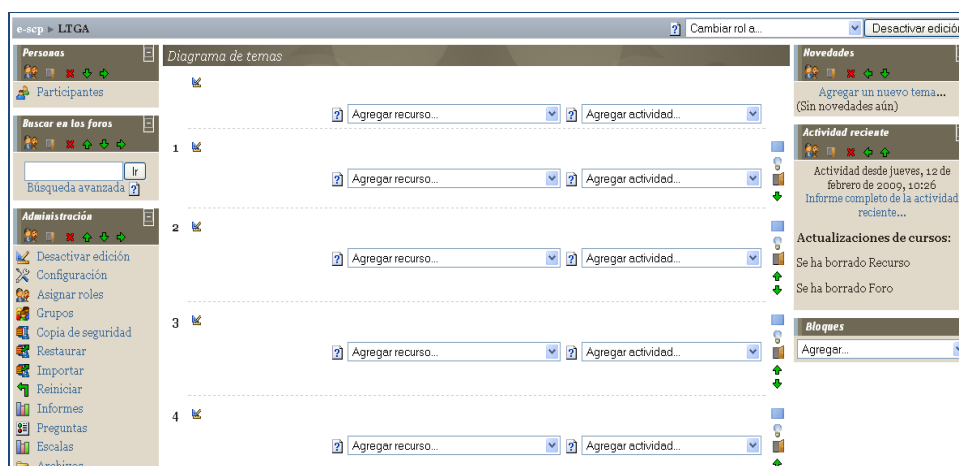 e-scp ► LTGA
Cambiar rol a...
Desactivar edición
Personas
Participantes
Buscar en los foros
Ir
Búsqueda avanzada
Administración
Desactivar edición
Configuración
Asignar roles
Grupos
Copia de seguridad
Restaurar
Importar
Reiniciar
Informes
Preguntas
Escalas
Archivos
Diagrama de temas
Agregar recurso...
Agregar actividad...
1
Agregar recurso...
Agregar actividad...
2
Agregar recurso...
Agregar actividad...
3
Agregar recurso...
Agregar actividad...
4
Agregar recurso...
Agregar actividad...
Novedades
Agregar un nuevo tema...
(Sin novedades aún)
Actividad reciente
Actividad desde jueves, 12 de
febrero de 2009, 10:26
Informe completo de la actividad
reciente...
Actualizaciones de cursos:
Se ha borrado Recurso
Se ha borrado Foro
Bloques
Agregar...